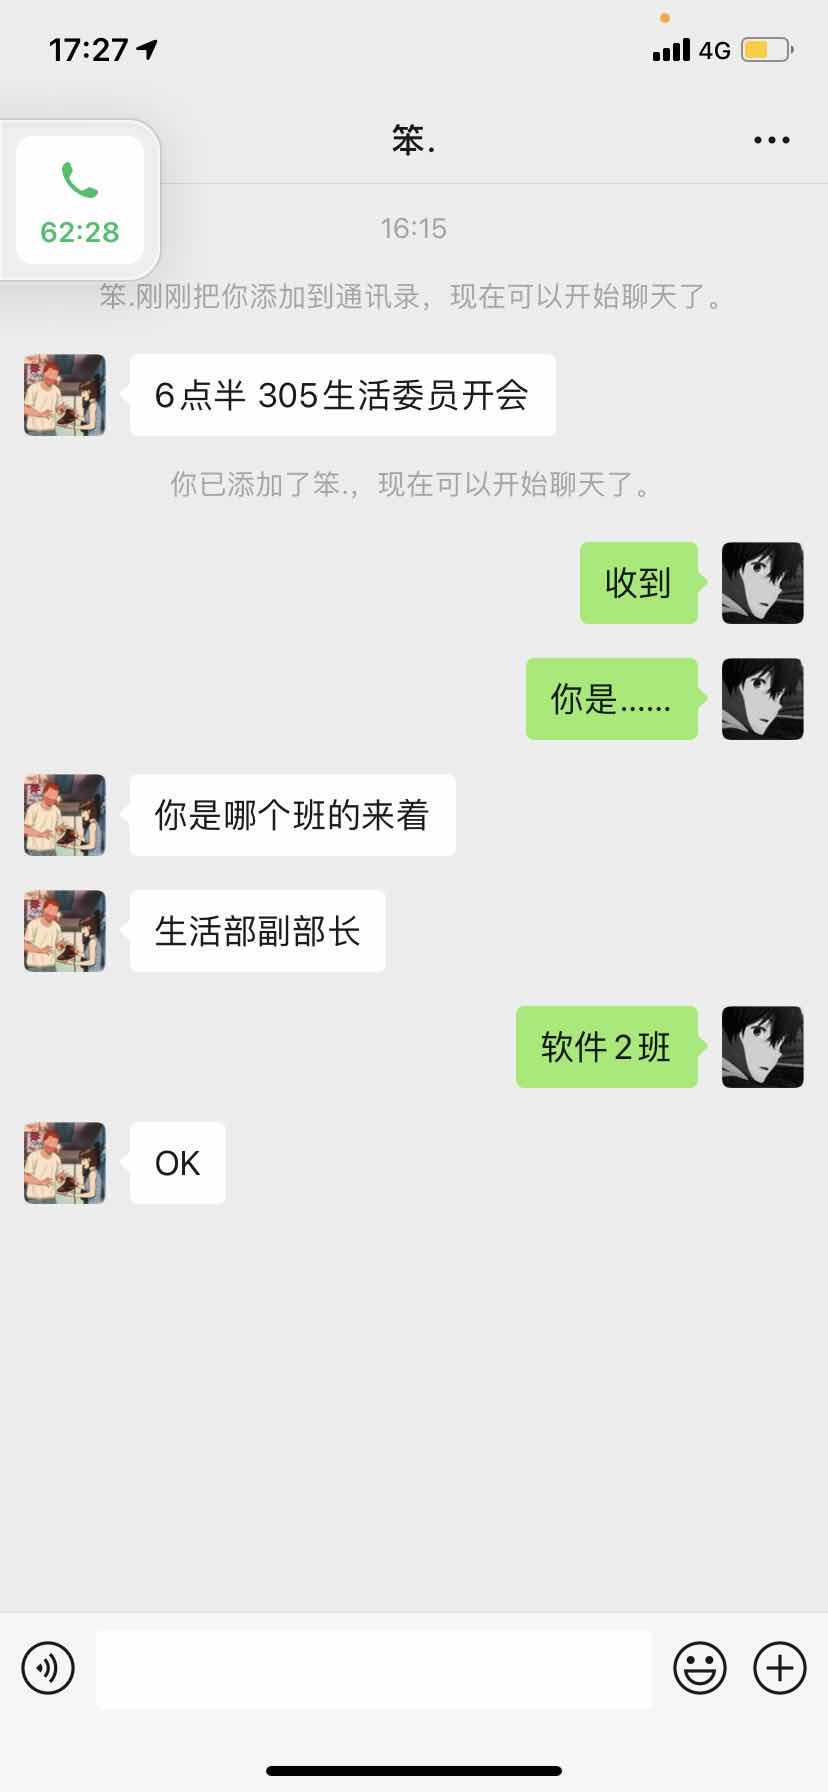 17:27
4G
笨.
62:28
16:15
笨.刚刚把你添加到通讯录，现在可以开始聊天了。
6点半 305生活委员开会
你已添加了笨.，现在可以开始聊天了。
收到
你是......
你是哪个班的来着
生活部副部长
软件2班
OK